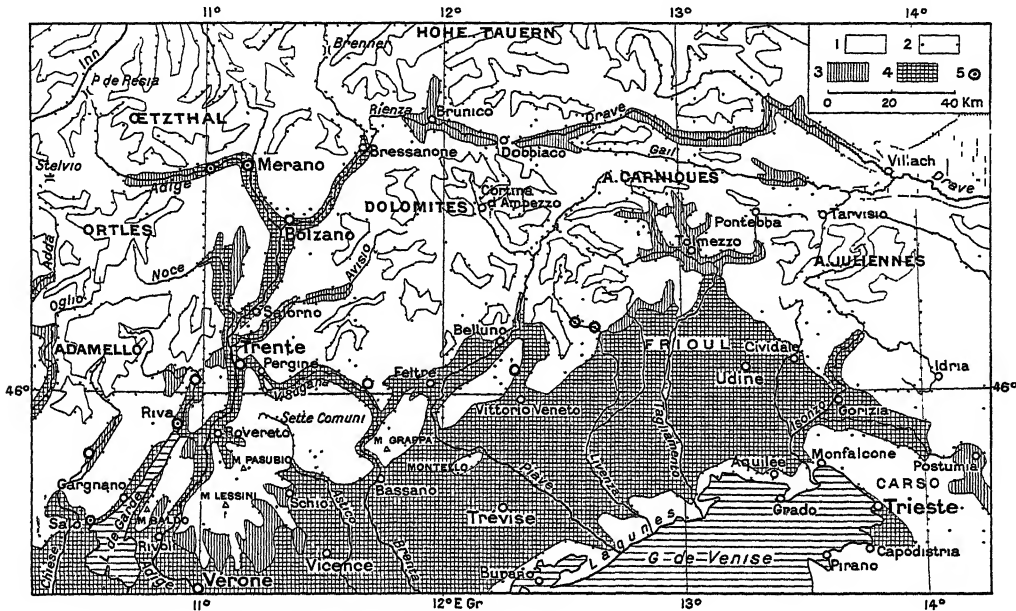 11° 12° 13° 14°
HOHE TAUERN
Brenner
Inn
P. de Resia
ŒTZTHAL
Rienza
Brunico
Drave
Dobbiaco
Gail
Bressanone
Stelvio
Merano
Adige
Villach
Drave
A. CARNIQUES
Cortina
d'Ampezzo
DOLOMITES
Pontebba
Tarvisio
ORTLES
Bolzano
Tolmezzo
A. JULIENNES
Adda
Noce
Avisio
Oglio
Salorno
Belluno
FRIOUL
Cividale
ADAMELLO
Trente
Pergine
V. Sugana
Feltre
Udine
Idria
46° 46°
Vittorio Veneto
Isonzo
Gorizia
Riva
Sette Comuni
Rovereto
M GRAPPA
Tagliamento
Livenza
M PASUBIO
MONTELLO
Piave
Aquilee
Monfalcone
Postumia
Gargnano
M LESSINI
Schio
Astico
Bassano
CARSO
L. de Garde
Trevise
Grado
Trieste
Salo
M BALDO
Lagunes
Chiese
Rivoli
Vicence
Brenta
G. de Venise
Capodistria
Pirano
Adige
Verone
Burano
11° 12° E Gr 13° 14°
1 2
3 4 5
0 20 40 Km